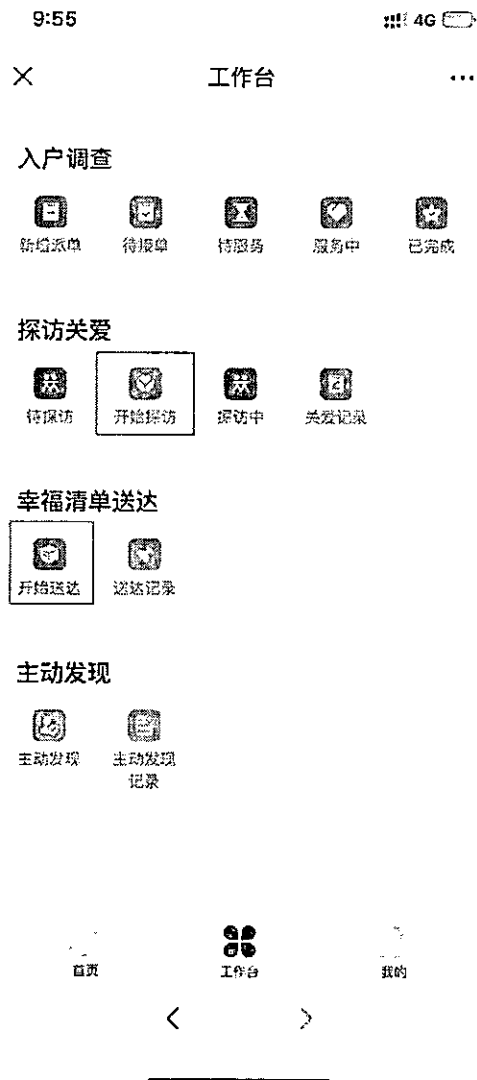 9:55
4G
工作台
入户调查
新增派单 待接单 待服务 服务中 已完成
探访关爱
待探访 开始探访 探访中 关爱记录
幸福清单送达
开始送达 送达记录
主动发现
主动发现 主动发现
记录
首页 工作台 我的